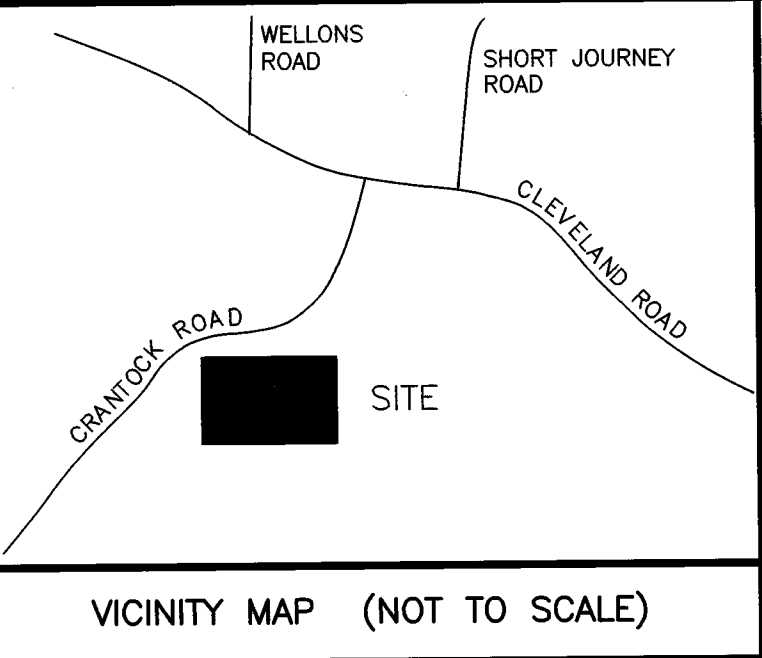 WELLONS
ROAD
SHORT JOURNEY
ROAD
CLEVELAND ROAD
CRANTOCK ROAD
SITE
VICINITY MAP (NOT TO SCALE)